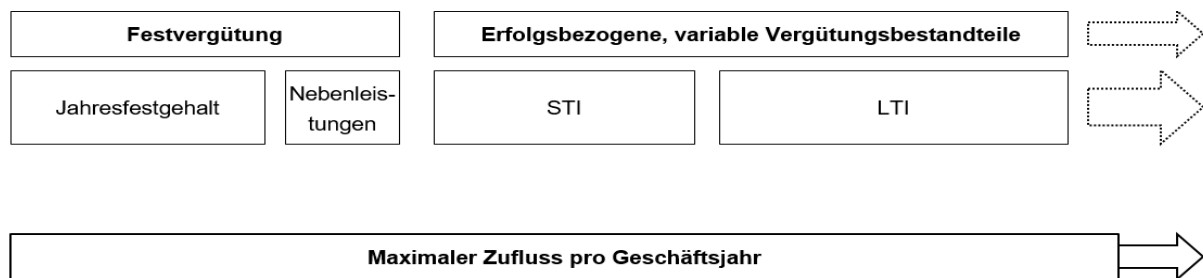 Festvergütung
Erfolgsbezogene, variable Vergütungsbestandteile
Jahresfestgehalt
Nebenleis-
tungen
STI
LTI
Maximaler Zufluss pro Geschäftsjahr